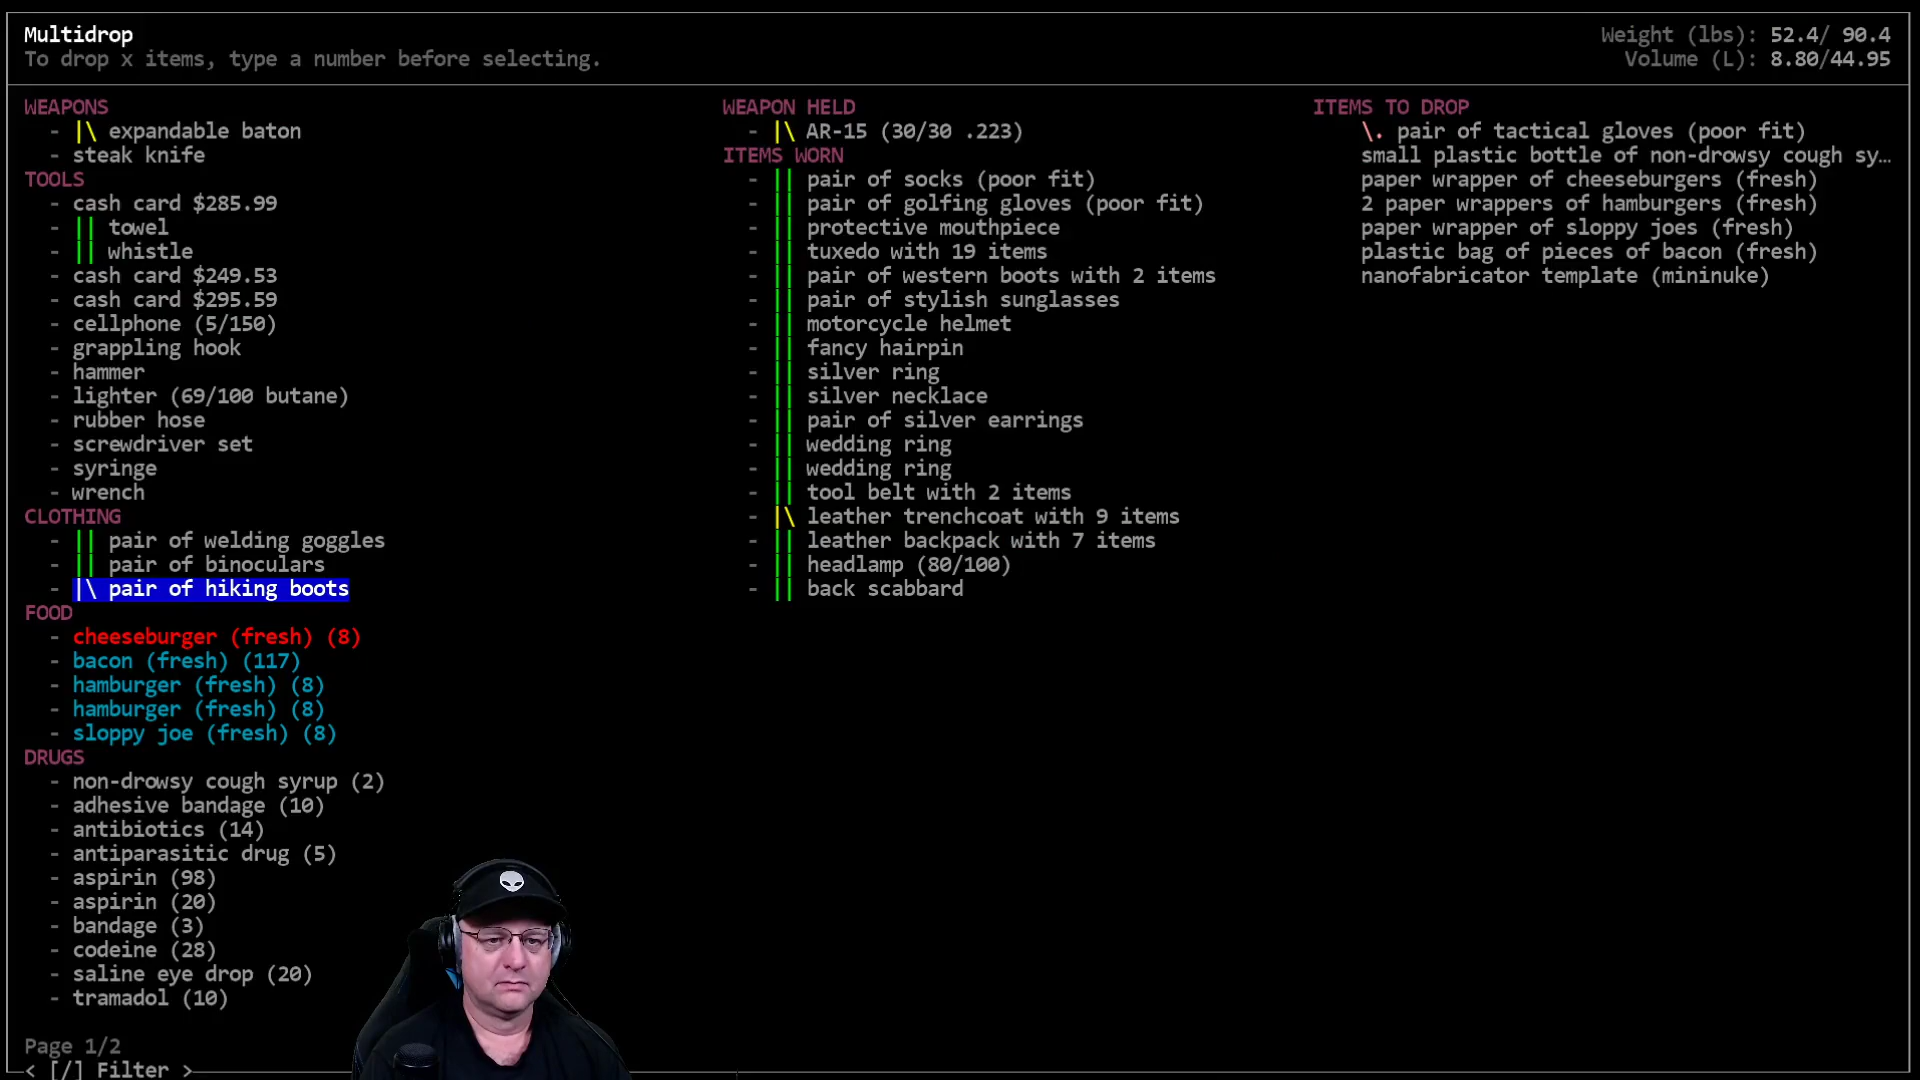 Multidrop
To drop x items, type a number before selecting.
Weight (lbs): 52.4/ 90.4
Volume (L): 8.80/44.95
WEAPONS
- |\ expandable baton
- steak knife
TOOLS
- cash card $285.99
- || towel
- || whistle
- cash card $249.53
- cash card $295.59
- cellphone (5/150)
- grappling hook
- hammer
- lighter (69/100 butane)
- rubber hose
- screwdriver set
- syringe
- wrench
CLOTHING
- || pair of welding goggles
- || pair of binoculars
- |\ pair of hiking boots
FOOD
- cheeseburger (fresh) (8)
- bacon (fresh) (117)
- hamburger (fresh) (8)
- hamburger (fresh) (8)
- sloppy joe (fresh) (8)
DRUGS
- non-drowsy cough syrup (2)
- adhesive bandage (10)
- antibiotics (14)
- antiparasitic drug (5)
- aspirin (98)
- aspirin (20)
- bandage (3)
- codeine (28)
- saline eye drop (20)
- tramadol (10)
WEAPON HELD
- |\ AR-15 (30/30 .223)
ITEMS WORN
- || pair of socks (poor fit)
- || pair of golfing gloves (poor fit)
- || protective mouthpiece
- || tuxedo with 19 items
- || pair of western boots with 2 items
- || pair of stylish sunglasses
- || motorcycle helmet
- || fancy hairpin
- || silver ring
- || silver necklace
- || pair of silver earrings
- || wedding ring
- || wedding ring
- || tool belt with 2 items
- |\ leather trenchcoat with 9 items
- || leather backpack with 7 items
- || headlamp (80/100)
- || back scabbard
ITEMS TO DROP
\. pair of tactical gloves (poor fit)
small plastic bottle of non-drowsy cough sy…
paper wrapper of cheeseburgers (fresh)
2 paper wrappers of hamburgers (fresh)
paper wrapper of sloppy joes (fresh)
plastic bag of pieces of bacon (fresh)
nanofabricator template (mininuke)
Page 1/2
< [/] Filter >